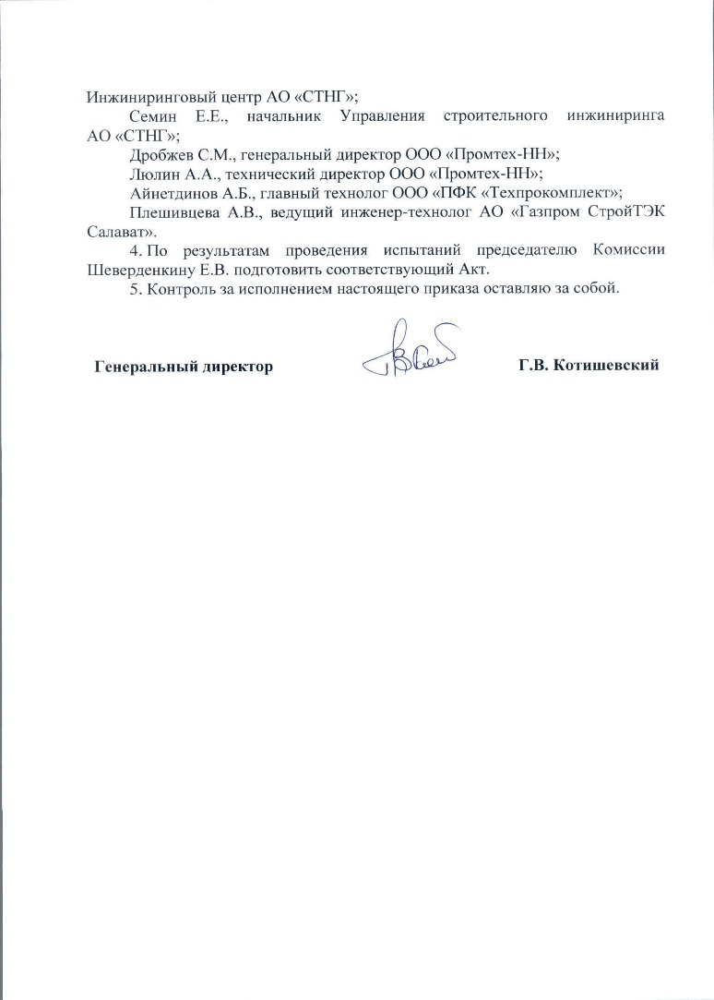 Инжиниринговый центр АО «СТНГ»;
Семин Е.Е., начальник Управления строительного инжиниринга
АО «СТНГ»;
Дробжев С.М., генеральный директор ООО «Промтех-НН»;
Люлин А.А., технический директор ООО «Промтех-НН»;
Айнетдинов А.Б., главный технолог ООО «ПФК «Техпрокомплект»;
Плешивцева А.В., ведущий инженер-технолог АО «Газпром СтройТЭК
Салават».
4. По результатам проведения испытаний председателю Комиссии
Шеверденкину Е.В. подготовить соответствующий Акт.
5. Контроль за исполнением настоящего приказа оставляю за собой.
Генеральный директор Г.В. Котишевский